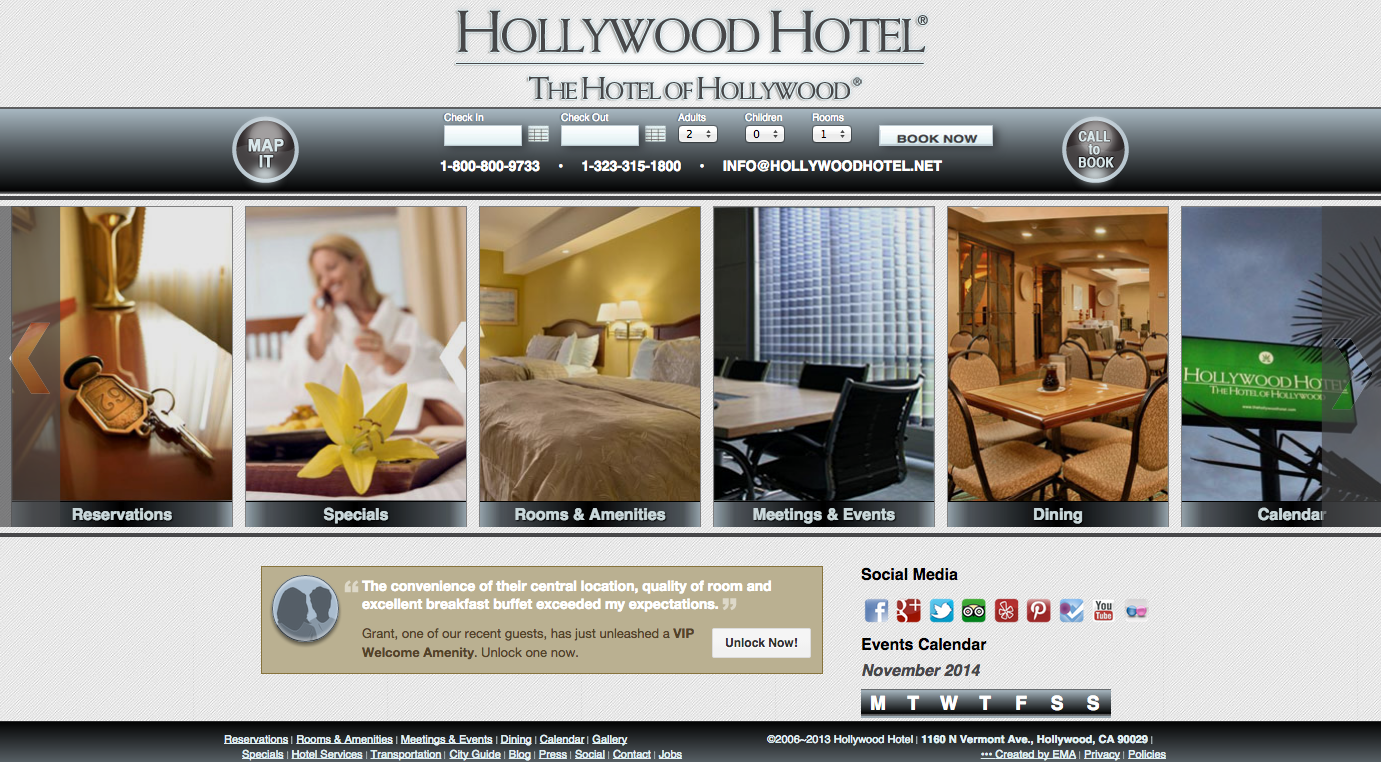 HOLLYWOOD HOTEL®
THE HOTEL OF HOLLYWOOD®
MAP
IT
Check In
Check Out
Adults
Children
Rooms
2
0
1
BOOK NOW
CALL
to
BOOK
1-800-800-9733 • 1-323-315-1800 • INFO@HOLLYWOODHOTEL.NET
62
HOLLYWOOD HOTEL
THE HOTEL OF HOLLYWOOD
Reservations
Specials
Rooms & Amenities
Meetings & Events
Dining
Calendar
“ The convenience of their central location, quality of room and
excellent breakfast buffet exceeded my expectations. ”
Grant, one of our recent guests, has just unleashed a VIP
Welcome Amenity. Unlock one now.
Unlock Now!
Social Media
You
Tube
Events Calendar
November 2014
M T W T F S S
Reservations | Rooms & Amenities | Meetings & Events | Dining | Calendar | Gallery
Specials | Hotel Services | Transportation | City Guide | Blog | Press | Social | Contact | Jobs
©2006~2013 Hollywood Hotel | 1160 N Vermont Ave., Hollywood, CA 90029 |
••• Created by EMA | Privacy | Policies